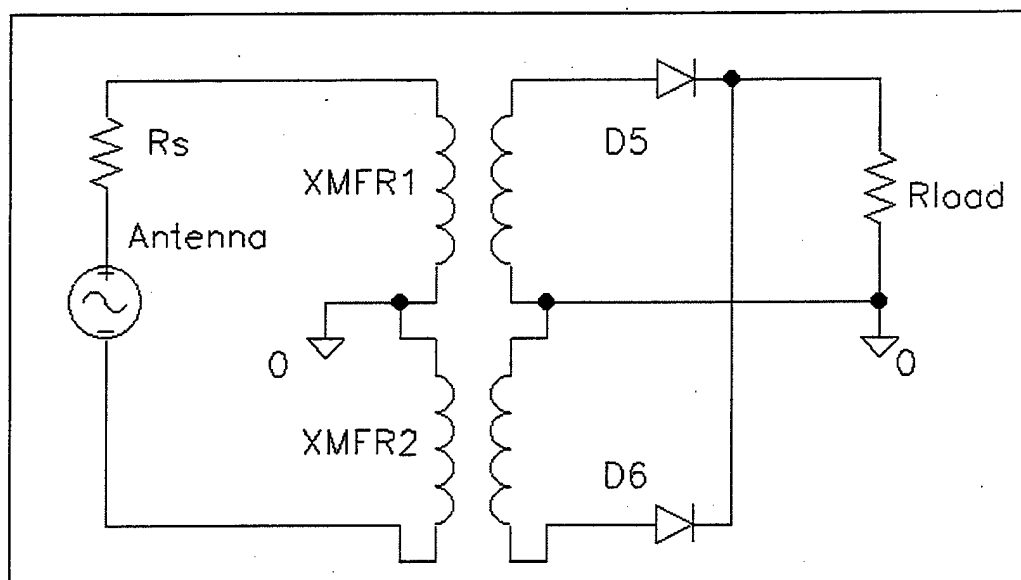 Rs
D5
XMFR1
Rload
Antenna
0
0
XMFR2
D6